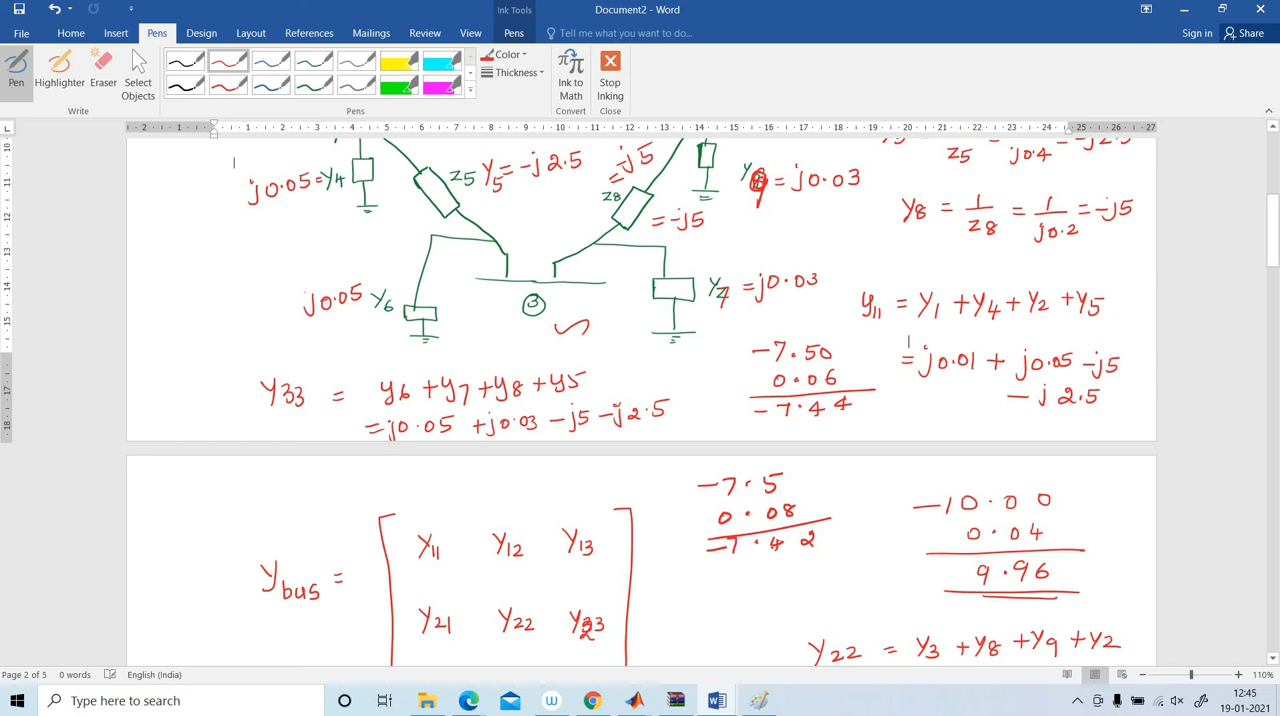 Ink Tools
Document2 - Word
File Home Insert Pens Design Layout References Mailings Review View Pens Tell me what you want to do... Sign in Share
Pen Highlighter Eraser Select Objects Color Thickness Ink to Math Stop Inking
Write Pens Convert Close
j0.05=Y4
Z5 Y5=-j2.5
=-j5
Z8
=-j5
Y9 = j0.03
Z5 j0.4
Y8 = 1/Z8 = 1/j0.2 = -j5
j0.05 Y6
3
Y7 = j0.03
y11 = Y1 + Y4 + Y2 + Y5
= j0.01 + j0.05 - j5
- j 2.5
-7.50
0.06
-7.44
Y33 = y6 + y7 + y8 + y5
= j0.05 + j0.03 - j5 - j2.5
-7.5
0.08
-7.42
-10.00
0.04
9.96
Ybus =
Y11 Y12 Y13
Y21 Y22 Y23
Y22 = Y3 + Y8 + Y9 + Y2
Page 2 of 5 0 words English (India) 110%
Type here to search
12:45
19-01-2021